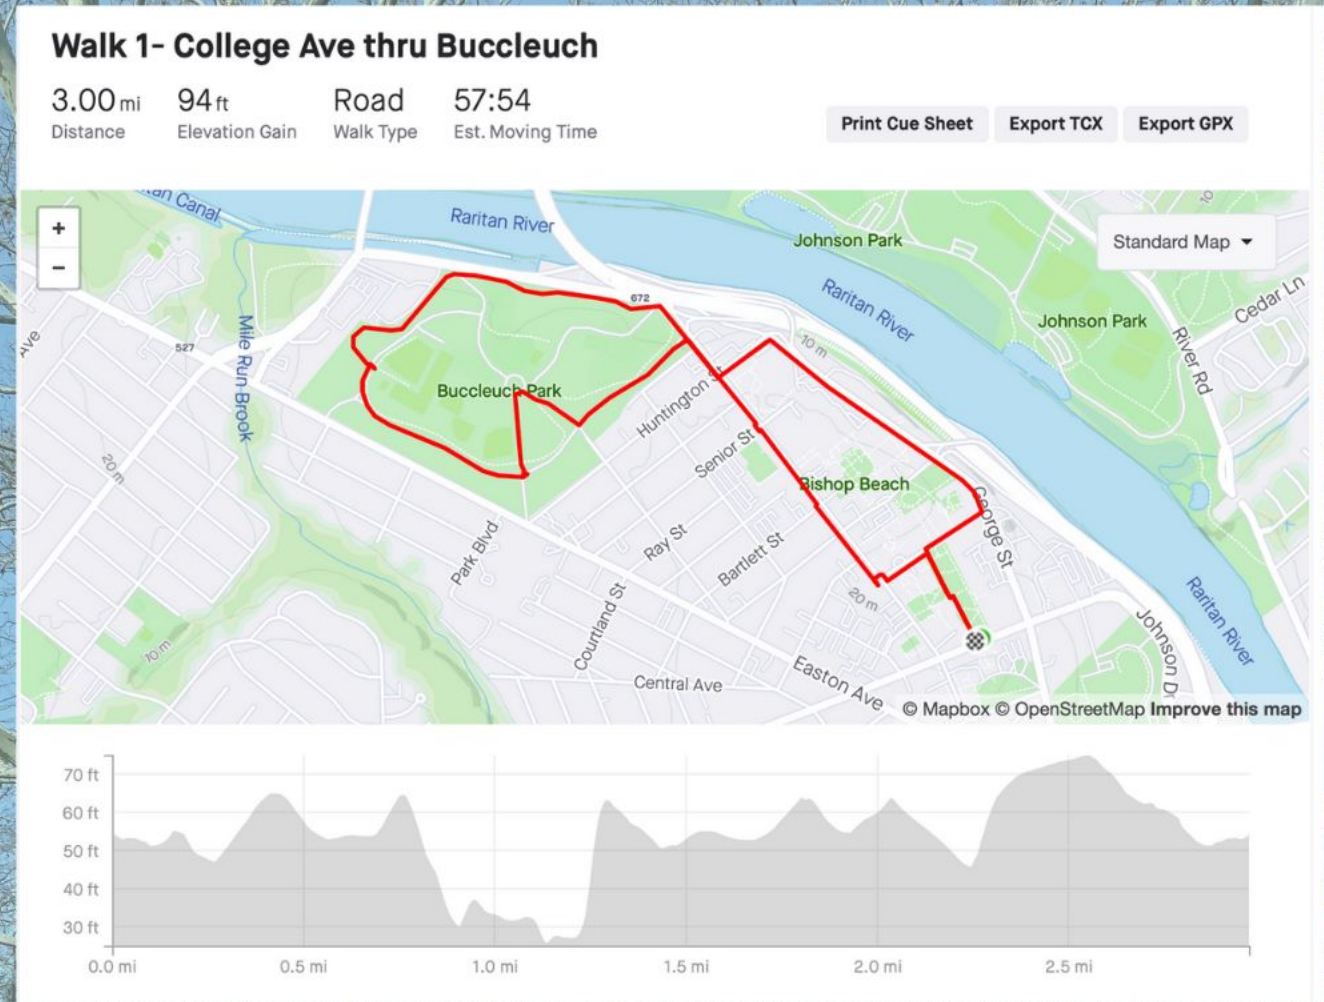 Walk 1- College Ave thru Buccleuch
3.00 mi
94 ft
Road
57:54
Distance
Elevation Gain
Walk Type
Est. Moving Time
Print Cue Sheet
Export TCX
Export GPX
+
−
Standard Map
Canal
Raritan River
Johnson Park
Raritan River
Johnson Park
Cedar Ln
River Rd
10
672
10 m
527
Ave
Mile Run Brook
Buccleuch Park
Huntington St
Senior St
Bishop Beach
George St
20 m
Park Blvd
Ray St
Bartlett St
20 m
Courtland St
10 m
Central Ave
Easton Ave
Johnson Dr
Raritan River
© Mapbox © OpenStreetMap Improve this map
70 ft
60 ft
50 ft
40 ft
30 ft
0.0 mi
0.5 mi
1.0 mi
1.5 mi
2.0 mi
2.5 mi